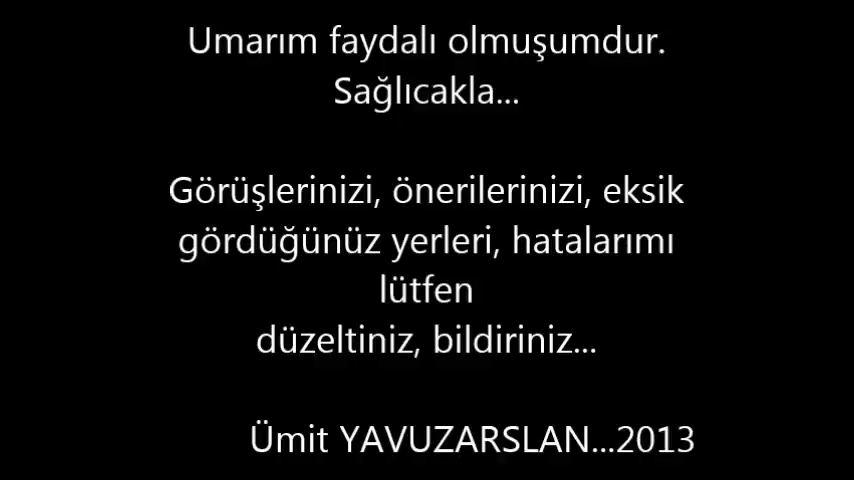 Umarım faydalı olmuşumdur.
Sağlıcakla...
Görüşlerinizi, önerilerinizi, eksik
gördüğünüz yerleri, hatalarımı
lütfen
düzeltiniz, bildiriniz...
Ümit YAVUZARSLAN...2013